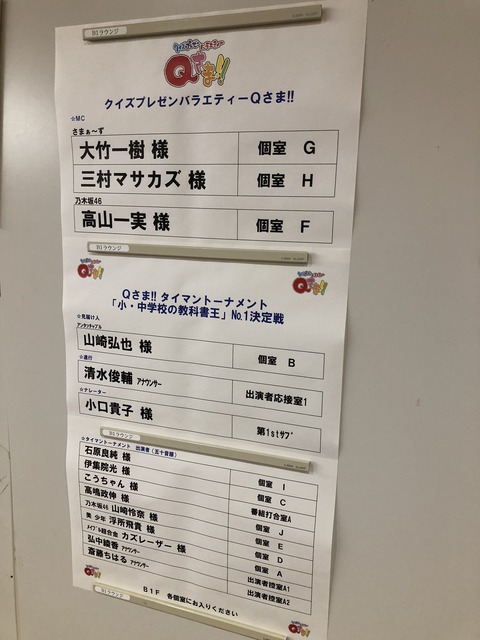 B1ラウンジ
Qさま!!
クイズプレゼンバラエティーQさま!!
☆MC
さまぁ～ず
大竹一樹 様 個室 G
三村マサカズ 様 個室 H
乃木坂46
高山一実 様 個室 F
B1ラウンジ
Qさま!!
Qさま!!
Qさま!! タイマントーナメント
「小・中学校の教科書王」No.1決定戦
☆見届け人
アンタッチャブル
山崎弘也 様 個室 B
☆進行
清水俊輔 アナウンサー 出演者応接室1
☆ナレーター
小口貴子 様 第1stサブ
B1ラウンジ
☆タイマントーナメント 出演者(五十音順)
石原良純 様 個室 I
伊集院光 様 個室 C
こうちゃん 様 番組打合室A
高嶋政伸 様 個室 J
乃木坂46 山崎怜奈 様 個室 E
美 少年 浮所飛貴 様 個室 D
メイプル超合金 カズレーザー 様 個室 A
弘中綾香 アナウンサー 出演者控室A1
斎藤ちはる アナウンサー 出演者控室A2
B1F 各個室にお入りください
Qさま!!
B1ラウンジ